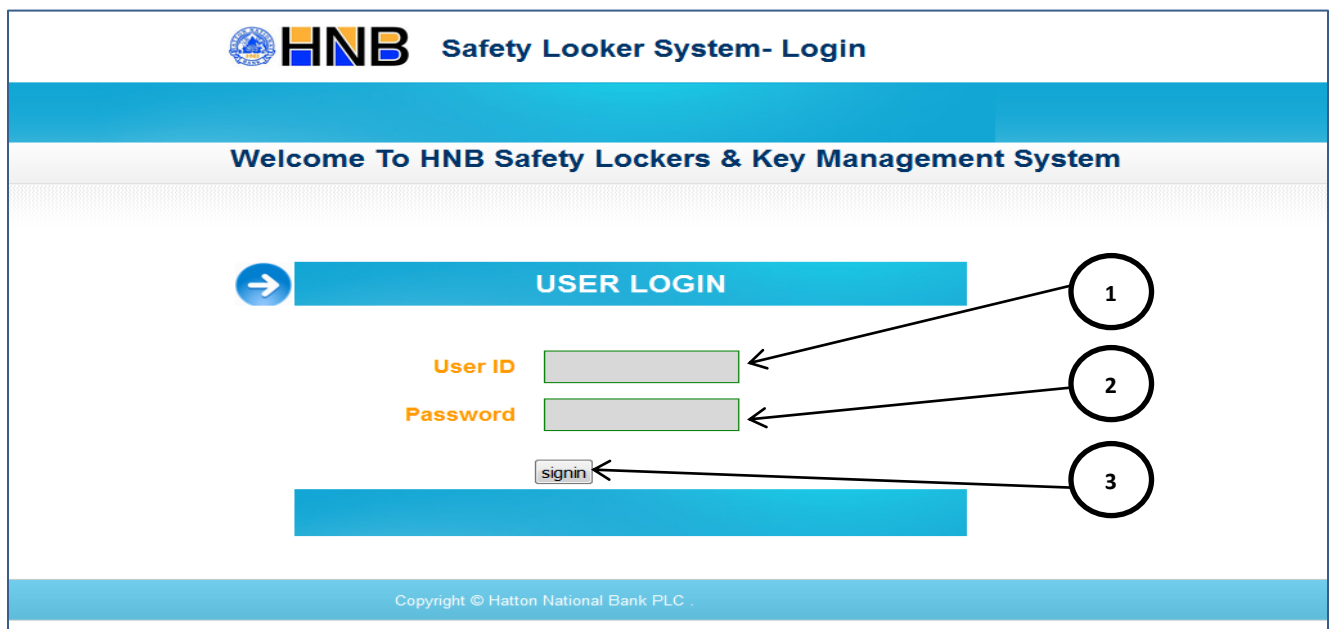 HNB Safety Looker System- Login
Welcome To HNB Safety Lockers & Key Management System
USER LOGIN
1
User ID
2
Password
signin
3
Copyright © Hatton National Bank PLC .